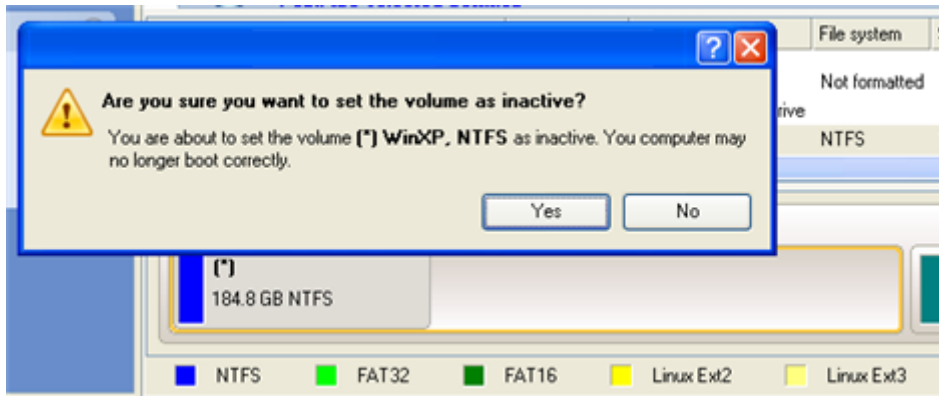 File system
Not formatted
Are you sure you want to set the volume as inactive?
rive
You are about to set the volume (*) WinXP, NTFS as inactive. You computer may
no longer boot correctly.
NTFS
Yes No
(*)
184.8 GB NTFS
NTFS FAT32 FAT16 Linux Ext2 Linux Ext3